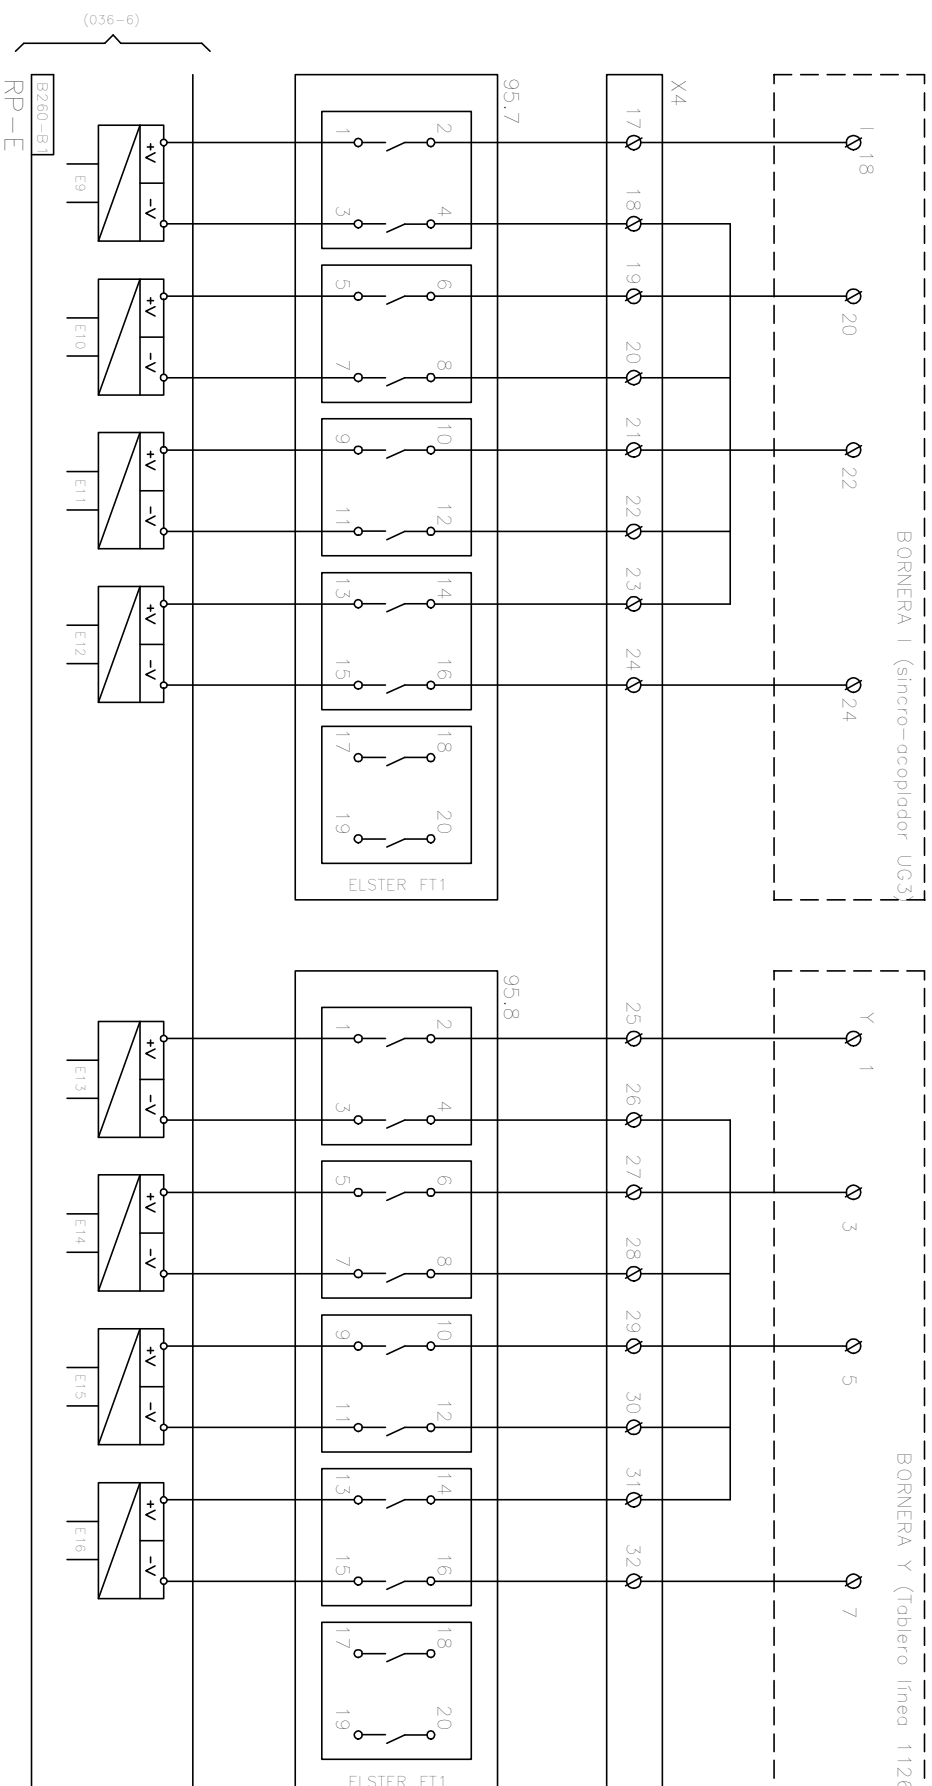 (036-6)
RP-E
B260-B1
E9
+V
-V
E10
+V
-V
E11
+V
-V
E12
+V
-V
E13
+V
-V
E14
+V
-V
E15
+V
-V
E16
+V
-V
95.7
1
2
3
4
5
6
7
8
9
10
11
12
13
14
15
16
17
18
19
20
ELSTER FT1
95.8
1
2
3
4
5
6
7
8
9
10
11
12
13
14
15
16
17
18
19
20
ELSTER FT1
X4
17
18
19
20
21
22
23
24
25
26
27
28
29
30
31
32
I
18
20
22
24
BORNERA I (sincro-acoplador UG3)
Y
1
3
5
7
BORNERA Y (Tablero línea 1126